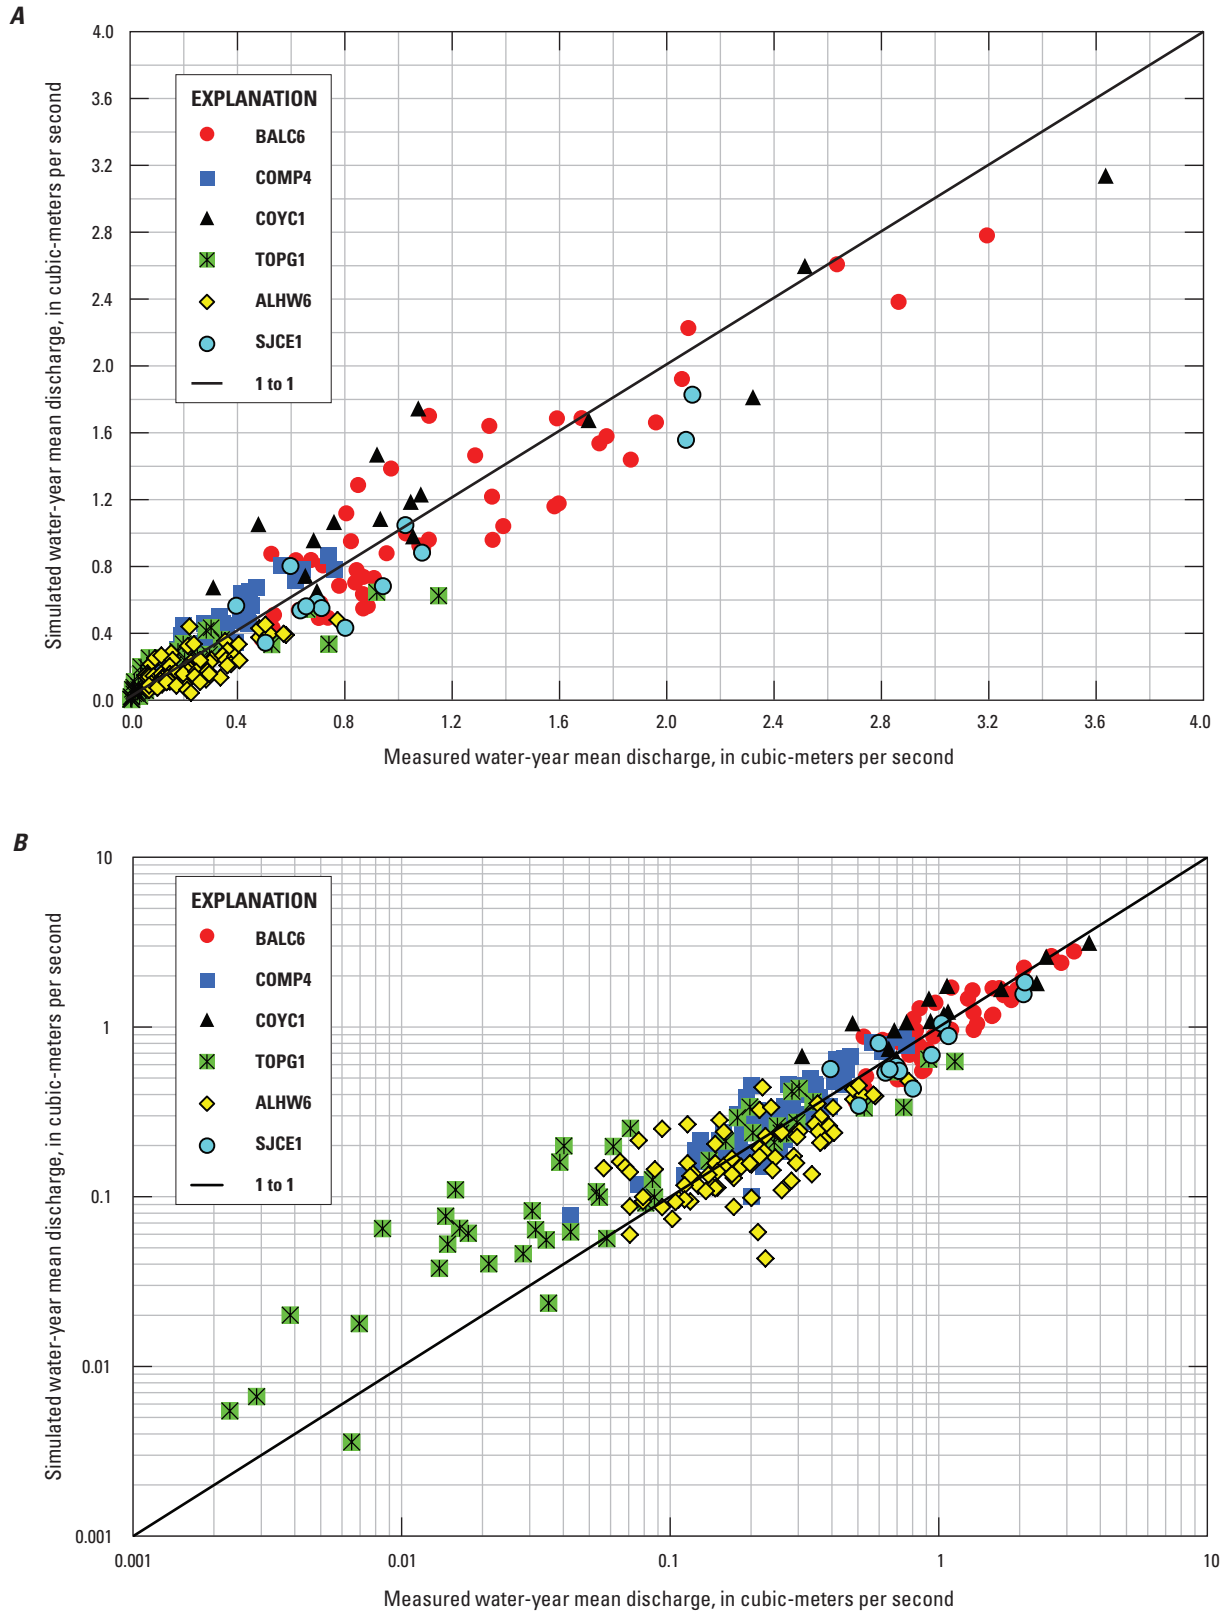 A
Simulated water-year mean discharge, in cubic-meters per second
4.0
3.6
3.2
2.8
2.4
2.0
1.6
1.2
0.8
0.4
0.0
EXPLANATION
BALC6
COMP4
COYC1
TOPG1
ALHW6
SJCE1
1 to 1
0.0 0.4 0.8 1.2 1.6 2.0 2.4 2.8 3.2 3.6 4.0
Measured water-year mean discharge, in cubic-meters per second
B
Simulated water-year mean discharge, in cubic-meters per second
10
1
0.1
0.01
0.001
EXPLANATION
BALC6
COMP4
COYC1
TOPG1
ALHW6
SJCE1
1 to 1
0.001 0.01 0.1 1 10
Measured water-year mean discharge, in cubic-meters per second